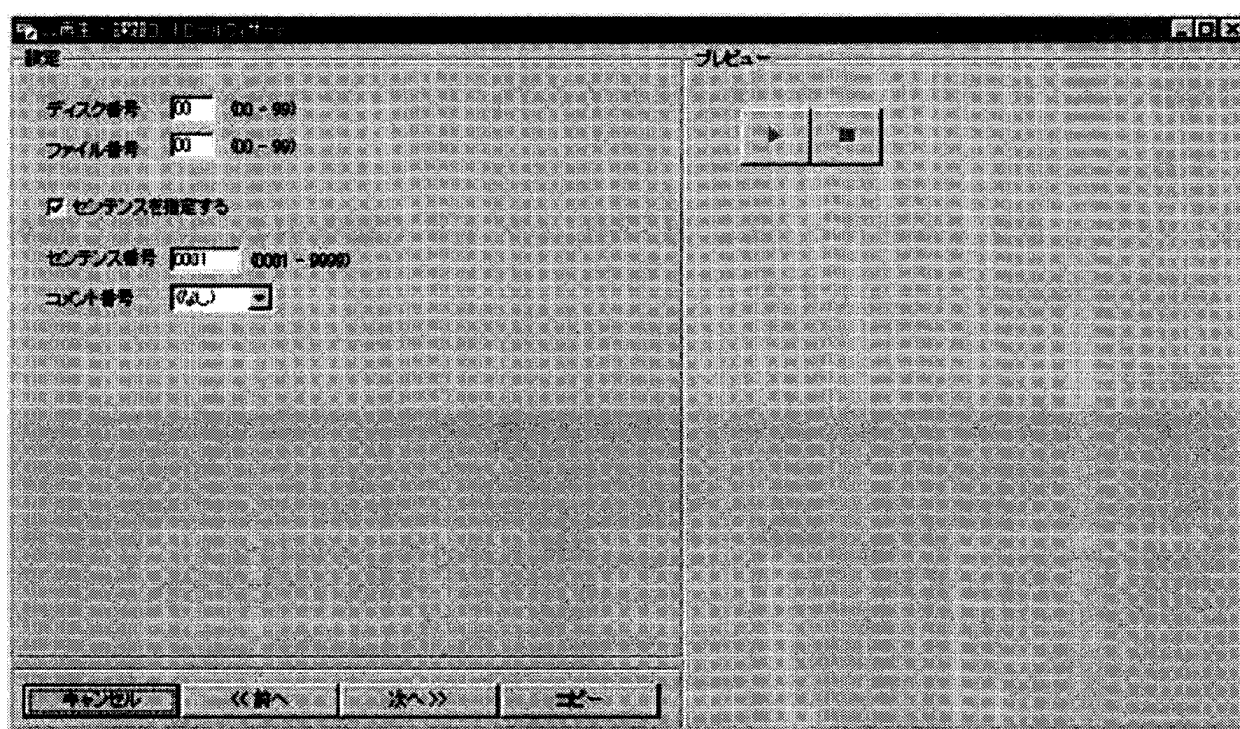 設定
ディスク番号 00 (00 - 99)
ファイル番号 00 (00 - 99)
センテンスを指定する
センテンス番号 0001 (0001 - 9999)
コメント番号 (なし)
プレビュー
キャンセル <<前へ 次へ>> コピー